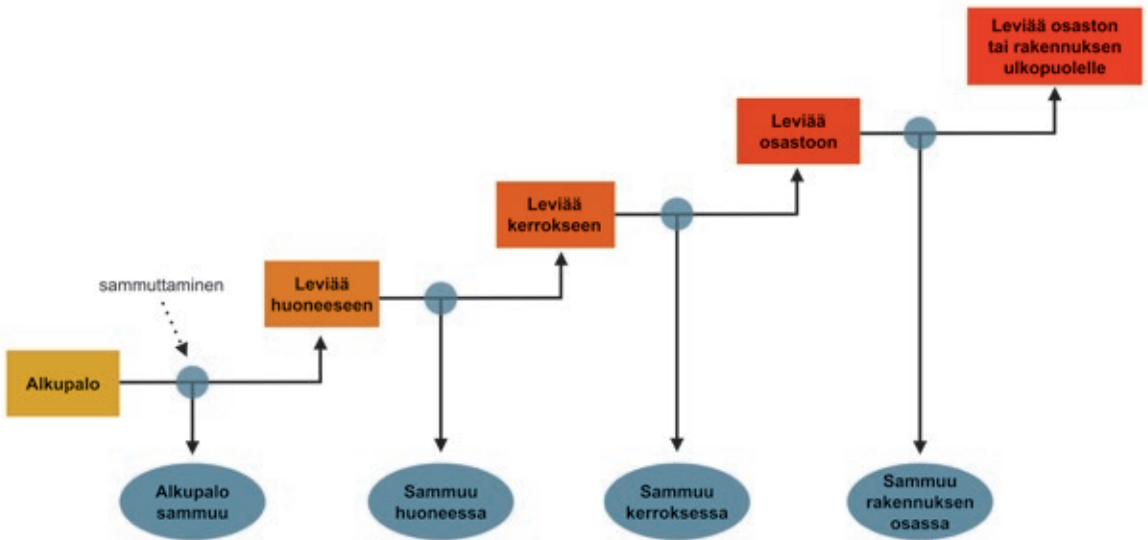 Leviää osaston
tai rakennuksen
ulkopuolelle
Leviää
osastoon
Leviää
kerrokseen
sammuttaminen
Leviää
huoneeseen
Alkupalo
Alkupalo
sammuu
Sammuu
huoneessa
Sammuu
kerroksessa
Sammuu
rakennuksen
osassa